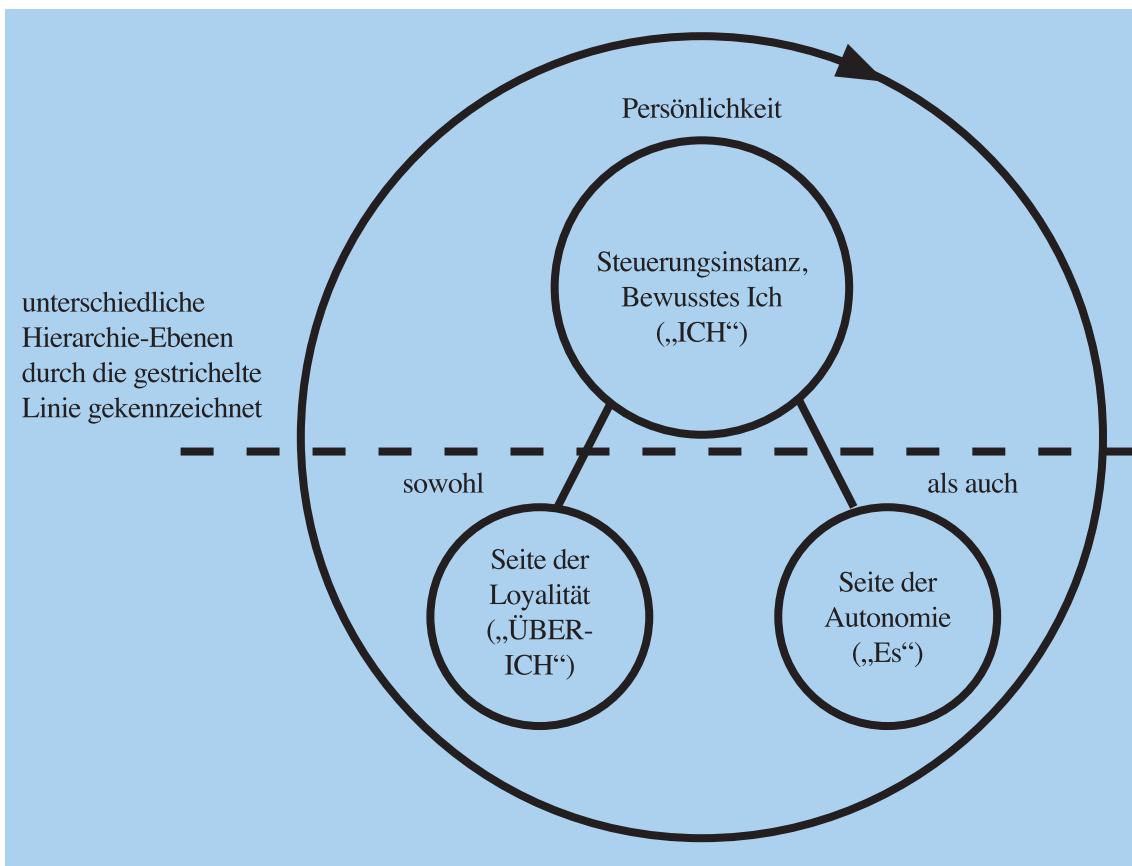 Persönlichkeit
Steuerungsinstanz,
Bewusstes Ich
(„ICH“)
unterschiedliche
Hierarchie-Ebenen
durch die gestrichelte
Linie gekennzeichnet
sowohl
als auch
Seite der
Loyalität
(„ÜBER-
ICH“)
Seite der
Autonomie
(„Es“)